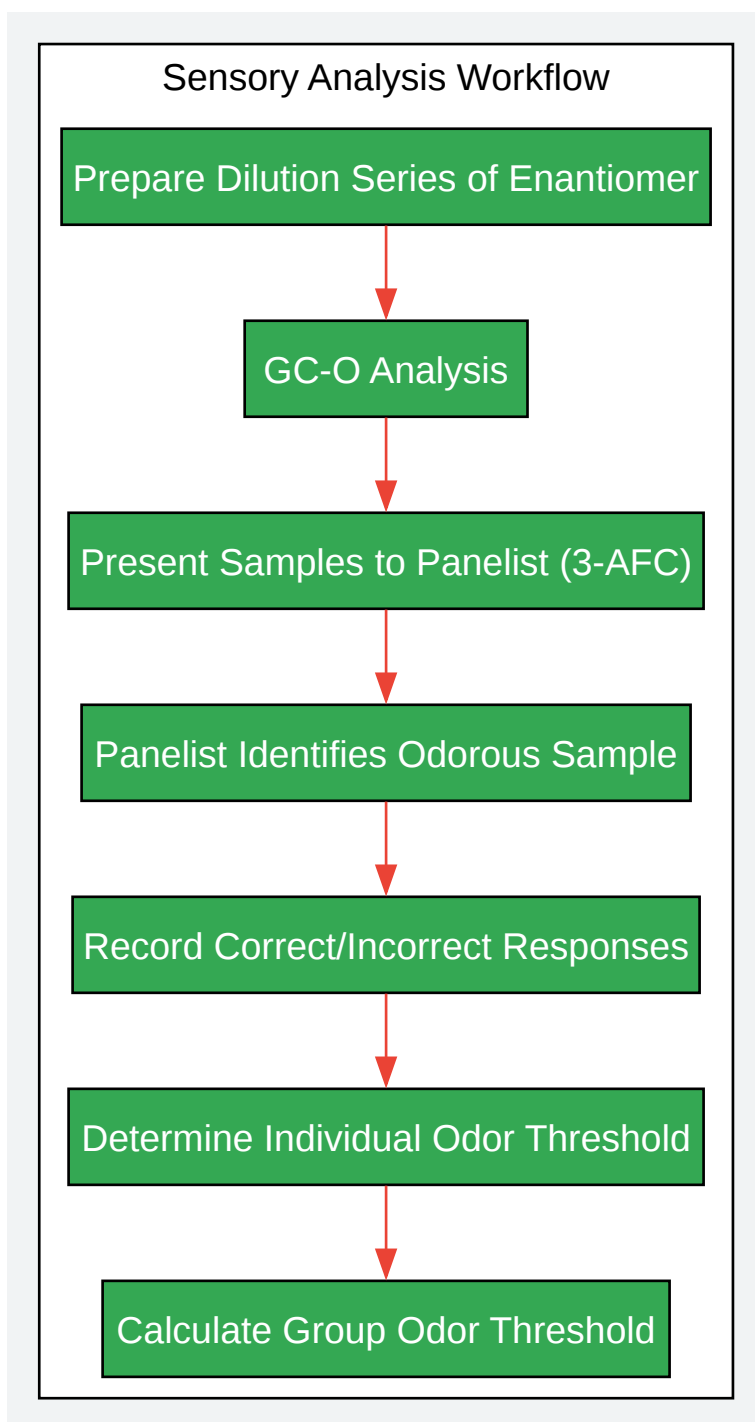 Sensory Analysis Workflow
Prepare Dilution Series of Enantiomer
GC-O Analysis
Present Samples to Panelist (3-AFC)
Panelist Identifies Odorous Sample
Record Correct/Incorrect Responses
Determine Individual Odor Threshold
Calculate Group Odor Threshold